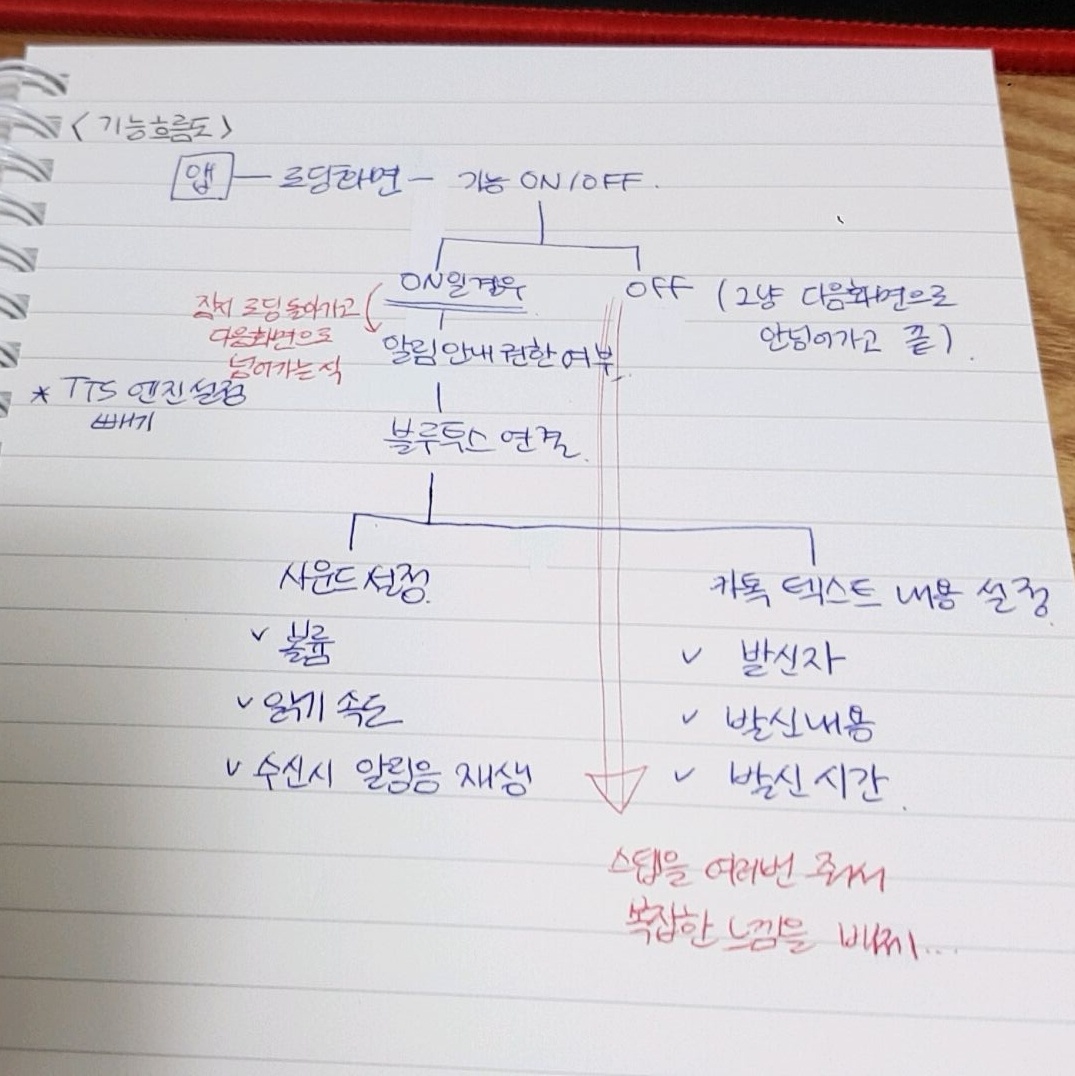 <기능흐름도>
앱 — 로딩화면 — 기능 ON/OFF.
ON일경우
OFF (그냥 다음화면으로
안넘어가고 끝).
잠시 로딩돌아가고
다음화면으로
넘어가는식
알림안내 권한여부.
* TTS 엔진설정
빼기
블루투스 연결.
사운드설정.
✓ 볼륨
✓ 읽기 속도
✓ 수신시 알림음 재생
카톡 텍스트 내용 설정.
✓ 발신자
✓ 발신내용
✓ 발신시간.
스텝을 여러번 줘서
복잡한 느낌을 배제...